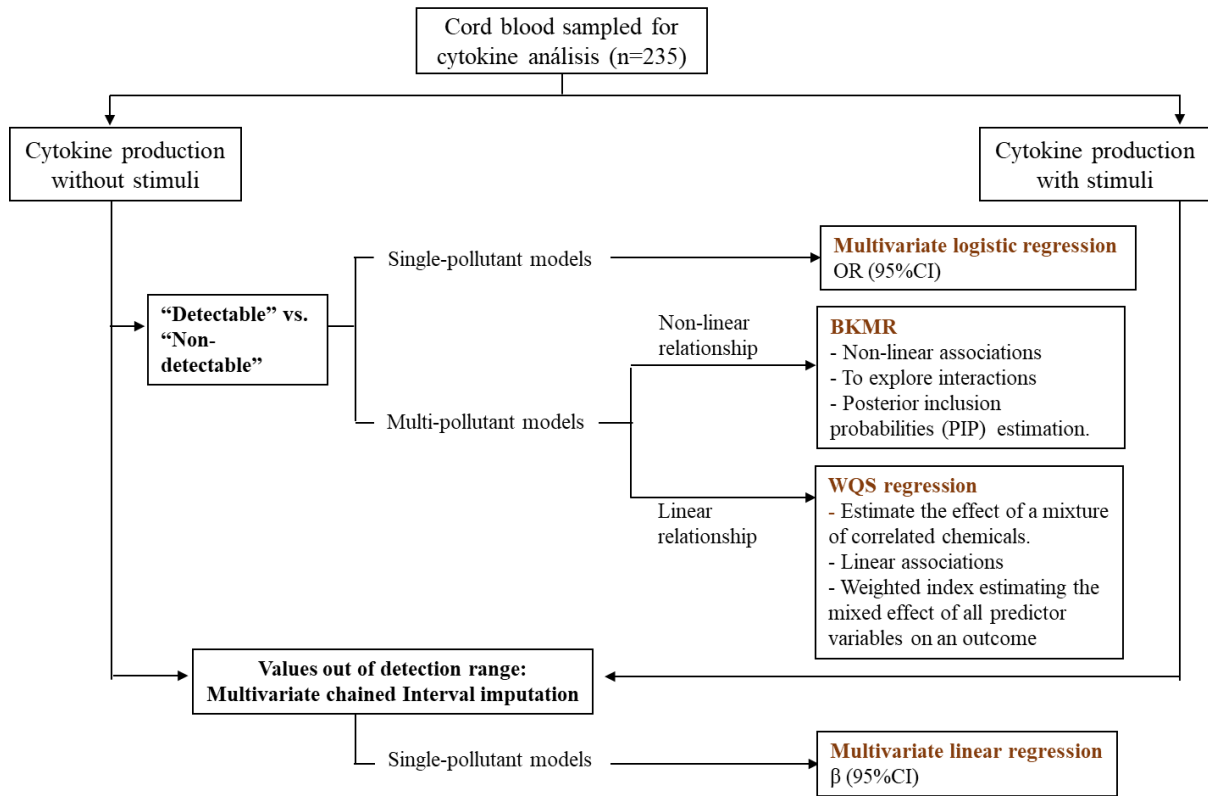 Cord blood sampled for
cytokine análisis (n=235)
Cytokine production
without stimuli
Cytokine production
with stimuli
Single-pollutant models
Multivariate logistic regression
OR (95%CI)
“Detectable” vs.
“Non-
detectable”
Non-linear
relationship
BKMR
- Non-linear associations
- To explore interactions
- Posterior inclusion
probabilities (PIP) estimation.
Multi-pollutant models
Linear
relationship
WQS regression
- Estimate the effect of a mixture
of correlated chemicals.
- Linear associations
- Weighted index estimating the
mixed effect of all predictor
variables on an outcome
Values out of detection range:
Multivariate chained Interval imputation
Single-pollutant models
Multivariate linear regression
β (95%CI)